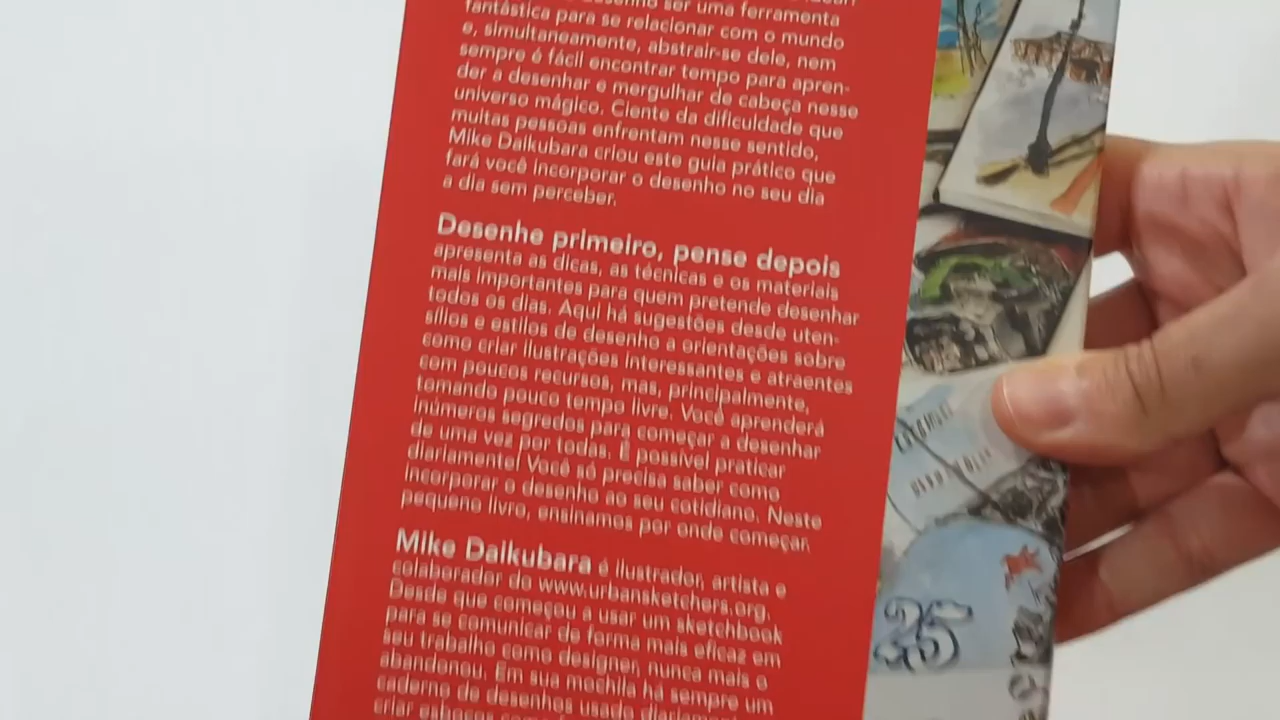 desenho ser uma ferramenta
fantástica para se relacionar com o mundo
e, simultaneamente, abstrair-se dele, nem
sempre é fácil encontrar tempo para apren-
der a desenhar e mergulhar de cabeça nesse
universo mágico. Ciente da dificuldade que
muitas pessoas enfrentam nesse sentido,
Mike Daikubara criou este guia prático que
fará você incorporar o desenho no seu dia
a dia sem perceber.
Desenhe primeiro, pense depois
apresenta as dicas, as técnicas e os materiais
mais importantes para quem pretende desenhar
todos os dias. Aqui há sugestões desde uten-
sílios e estilos de desenho a orientações sobre
como criar ilustrações interessantes e atraentes
com poucos recursos, mas, principalmente,
tomando pouco tempo livre. Você aprenderá
inúmeros segredos para começar a desenhar
de uma vez por todas. É possível praticar
diariamente! Você só precisa saber como
incorporar o desenho ao seu cotidiano. Neste
pequeno livro, ensinamos por onde começar.
Mike Daikubara é ilustrador, artista e
colaborador do www.urbansketchers.org.
Desde que começou a usar um sketchbook
para se comunicar de forma mais eficaz em
seu trabalho como designer, nunca mais o
abandonou. Em sua mochila há sempre um
caderno de desenhos usado diariamente
criar esboços
25